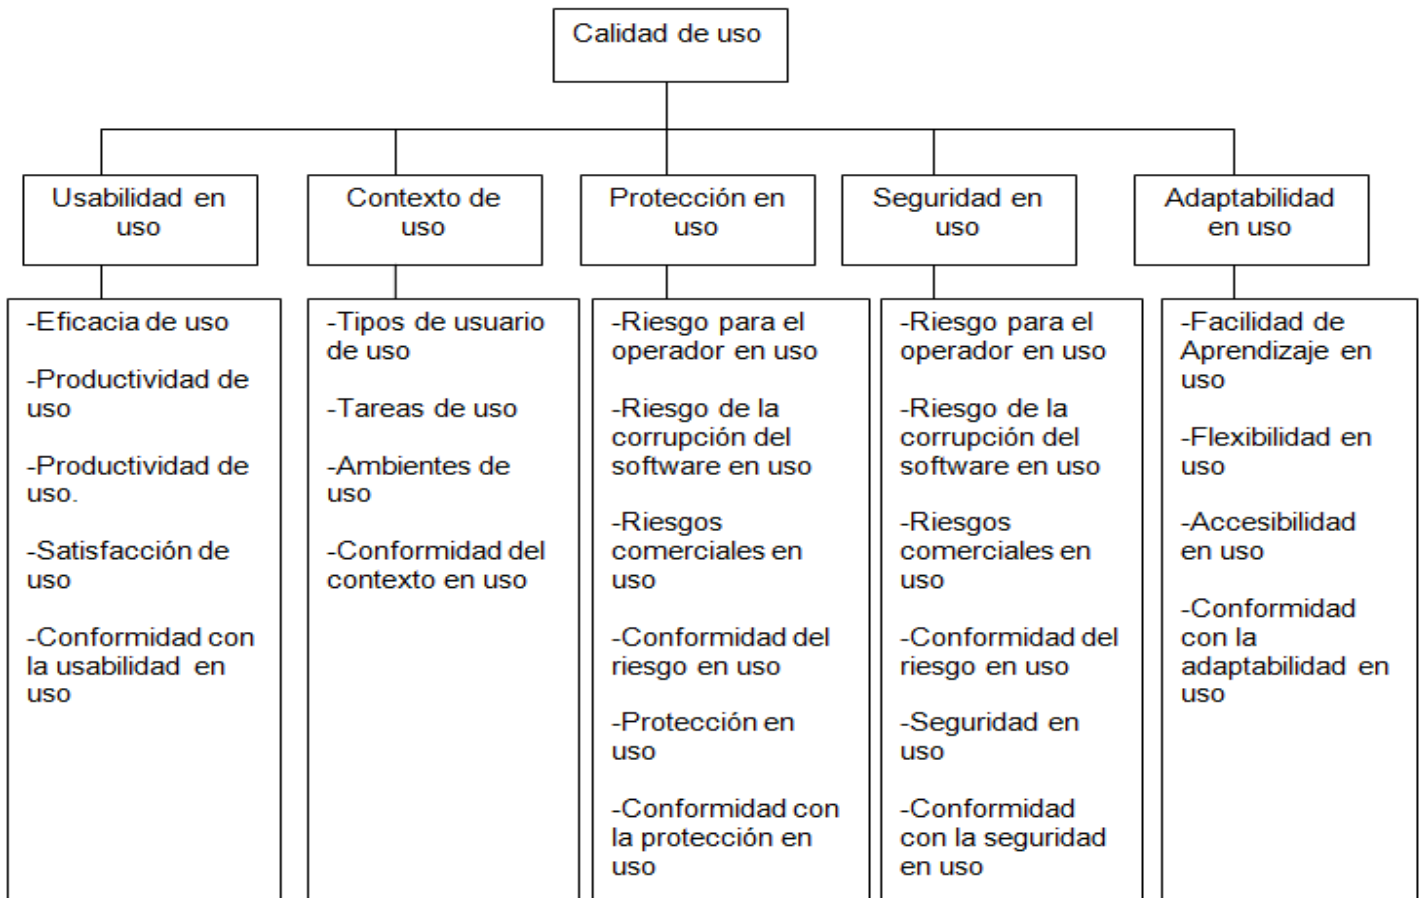 Calidad de uso
Usabilidad en
uso
Contexto de
uso
Protección en
uso
Seguridad en
uso
Adaptabilidad
en uso
-Eficacia de uso
-Productividad de
uso
-Productividad de
uso.
-Satisfacción de
uso
-Conformidad con
la usabilidad en
uso
-Tipos de usuario
de uso
-Tareas de uso
-Ambientes de
uso
-Conformidad del
contexto en uso
-Riesgo para el
operador en uso
-Riesgo de la
corrupción del
software en uso
-Riesgos
comerciales en
uso
-Conformidad del
riesgo en uso
-Protección en
uso
-Conformidad con
la protección en
uso
-Riesgo para el
operador en uso
-Riesgo de la
corrupción del
software en uso
-Riesgos
comerciales en
uso
-Conformidad del
riesgo en uso
-Seguridad en
uso
-Conformidad
con la seguridad
en uso
-Facilidad de
Aprendizaje en
uso
-Flexibilidad en
uso
-Accesibilidad
en uso
-Conformidad
con la
adaptabilidad en
uso